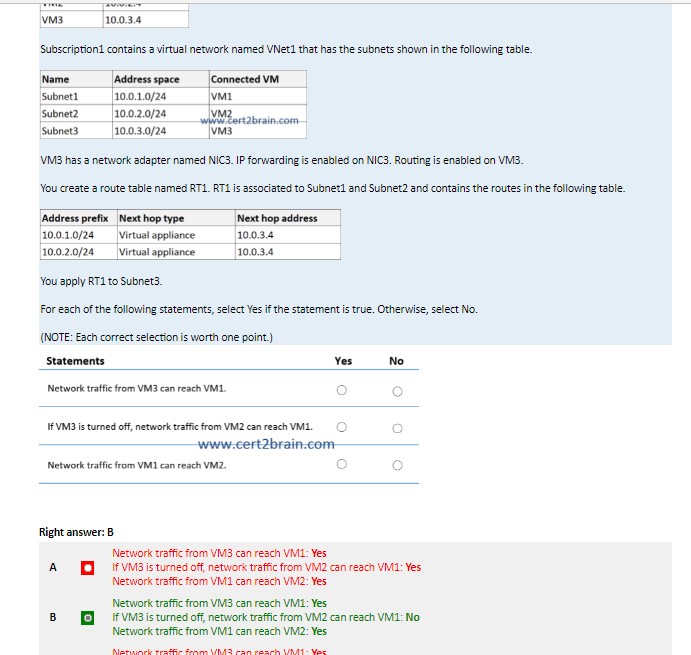 VM3 10.0.3.4
Subscription1 contains a virtual network named VNet1 that has the subnets shown in the following table.
Name Address space Connected VM
Subnet1 10.0.1.0/24 VM1
Subnet2 10.0.2.0/24 VM2
www.cert2brain.com
Subnet3 10.0.3.0/24 VM3
VM3 has a network adapter named NIC3. IP forwarding is enabled on NIC3. Routing is enabled on VM3.
You create a route table named RT1. RT1 is associated to Subnet1 and Subnet2 and contains the routes in the following table.
Address prefix Next hop type Next hop address
10.0.1.0/24 Virtual appliance 10.0.3.4
10.0.2.0/24 Virtual appliance 10.0.3.4
You apply RT1 to Subnet3.
For each of the following statements, select Yes if the statement is true. Otherwise, select No.
(NOTE: Each correct selection is worth one point.)
Statements Yes No
Network traffic from VM3 can reach VM1.
If VM3 is turned off, network traffic from VM2 can reach VM1.
www.cert2brain.com
Network traffic from VM1 can reach VM2.
Right answer: B
Network traffic from VM3 can reach VM1: Yes
A If VM3 is turned off, network traffic from VM2 can reach VM1: Yes
Network traffic from VM1 can reach VM2: Yes
Network traffic from VM3 can reach VM1: Yes
B If VM3 is turned off, network traffic from VM2 can reach VM1: No
Network traffic from VM1 can reach VM2: Yes
Network traffic from VM3 can reach VM1: Yes